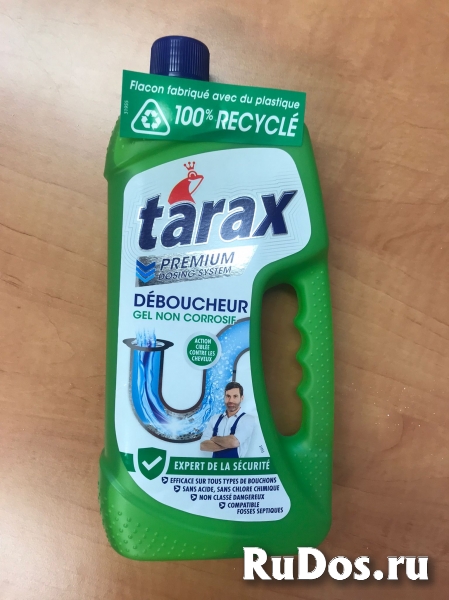 Flacon fabriqué avec du plastique
100% RECYCLÉ
tarax
PREMIUM
DOSING SYSTEM
DÉBOUCHEUR
GEL NON CORROSIF
ACTION
CIBLÉE
CONTRE LES
CHEVEUX
EXPERT DE LA SÉCURITÉ
EFFICACE SUR TOUS TYPES DE BOUCHONS
SANS ACIDE, SANS CHLORE CHIMIQUE
NON CLASSÉ DANGEREUX
COMPATIBLE
FOSSES SEPTIQUES
RuDos.ru